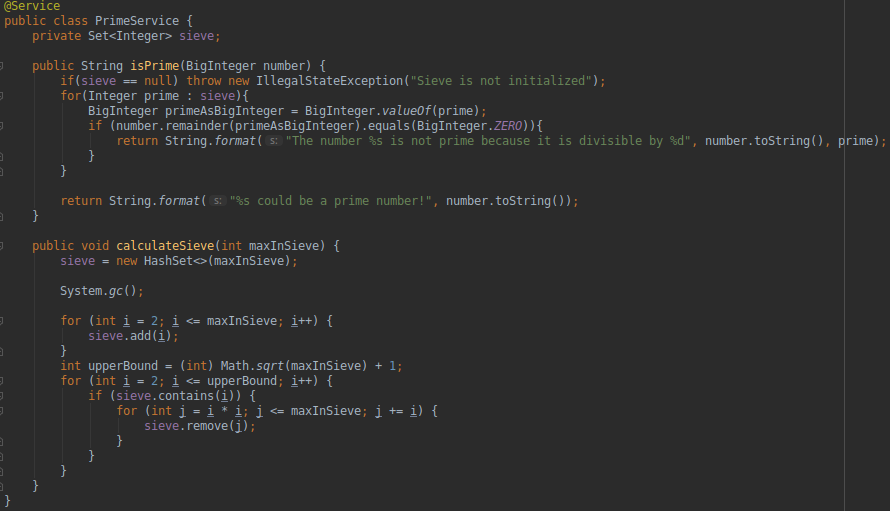 @Service
public class PrimeService {
    private Set<Integer> sieve;

    public String isPrime(BigInteger number) {
        if(sieve == null) throw new IllegalStateException("Sieve is not initialized");
        for(Integer prime : sieve){
            BigInteger primeAsBigInteger = BigInteger.valueOf(prime);
            if (number.remainder(primeAsBigInteger).equals(BigInteger.ZERO)){
                return String.format( s: "The number %s is not prime because it is divisible by %d", number.toString(), prime);
            }
        }

        return String.format( s: "%s could be a prime number!", number.toString());
    }

    public void calculateSieve(int maxInSieve) {
        sieve = new HashSet<>(maxInSieve);

        System.gc();

        for (int i = 2; i <= maxInSieve; i++) {
            sieve.add(i);
        }
        int upperBound = (int) Math.sqrt(maxInSieve) + 1;
        for (int i = 2; i <= upperBound; i++) {
            if (sieve.contains(i)) {
                for (int j = i * i; j <= maxInSieve; j += i) {
                    sieve.remove(j);
                }
            }
        }
    }
}